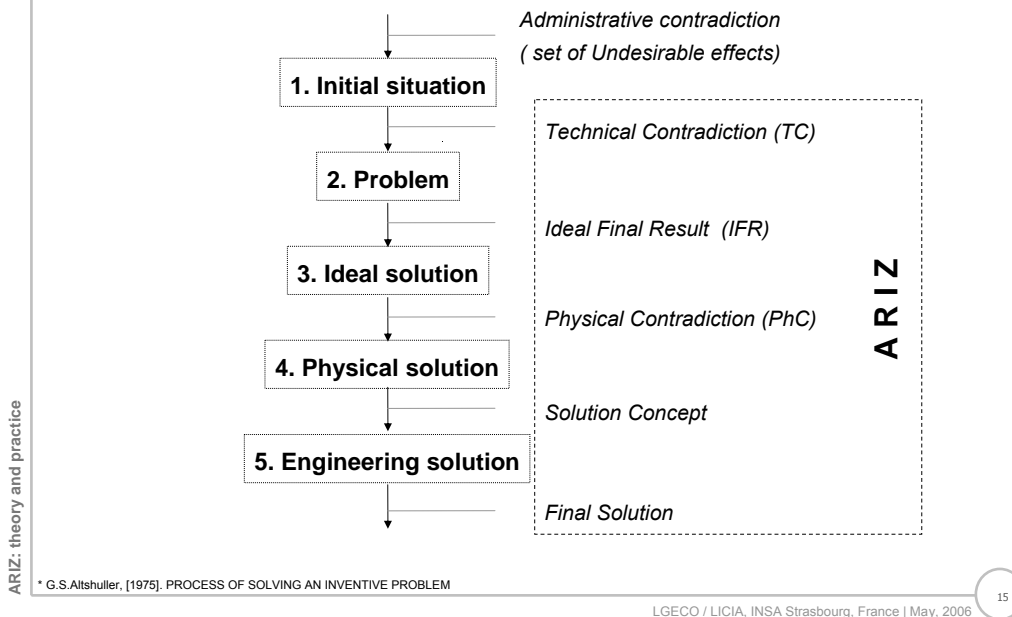 Administrative contradiction
( set of Undesirable effects)
1. Initial situation
Technical Contradiction (TC)
2. Problem
Ideal Final Result (IFR)
3. Ideal solution
Physical Contradiction (PhC)
4. Physical solution
Solution Concept
5. Engineering solution
Final Solution
ARIZ
ARIZ: theory and practice
* G.S.Altshuller, [1975]. PROCESS OF SOLVING AN INVENTIVE PROBLEM
LGECO / LICIA, INSA Strasbourg, France | May, 2006
15